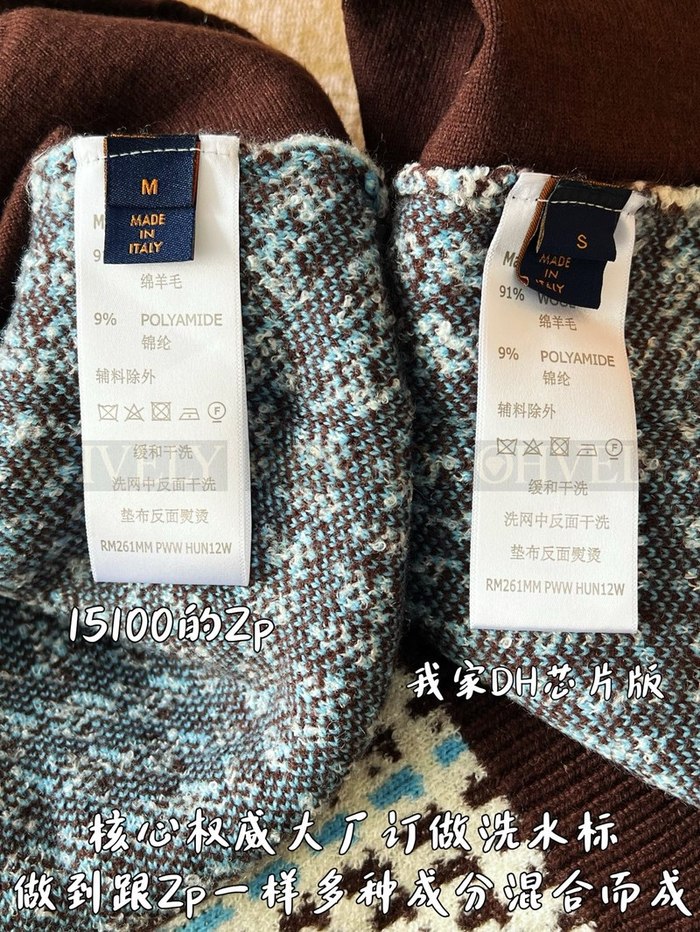 M
MADE
IN
ITALY
绵羊毛
9% POLYAMIDE
锦纶
辅料除外
F
缓和干洗
洗网中反面干洗
垫布反面熨烫
RM261MM PWW HUN12W
S
MADE
IN
ITALY
91%
绵羊毛
9% POLYAMIDE
锦纶
辅料除外
F
缓和干洗
洗网中反面干洗
垫布反面熨烫
RM261MM PWW HUN12W
15100的Zp
我家DH芯片版
核心权威大厂订做洗水标
做到跟Zp一样多种成分混合而成